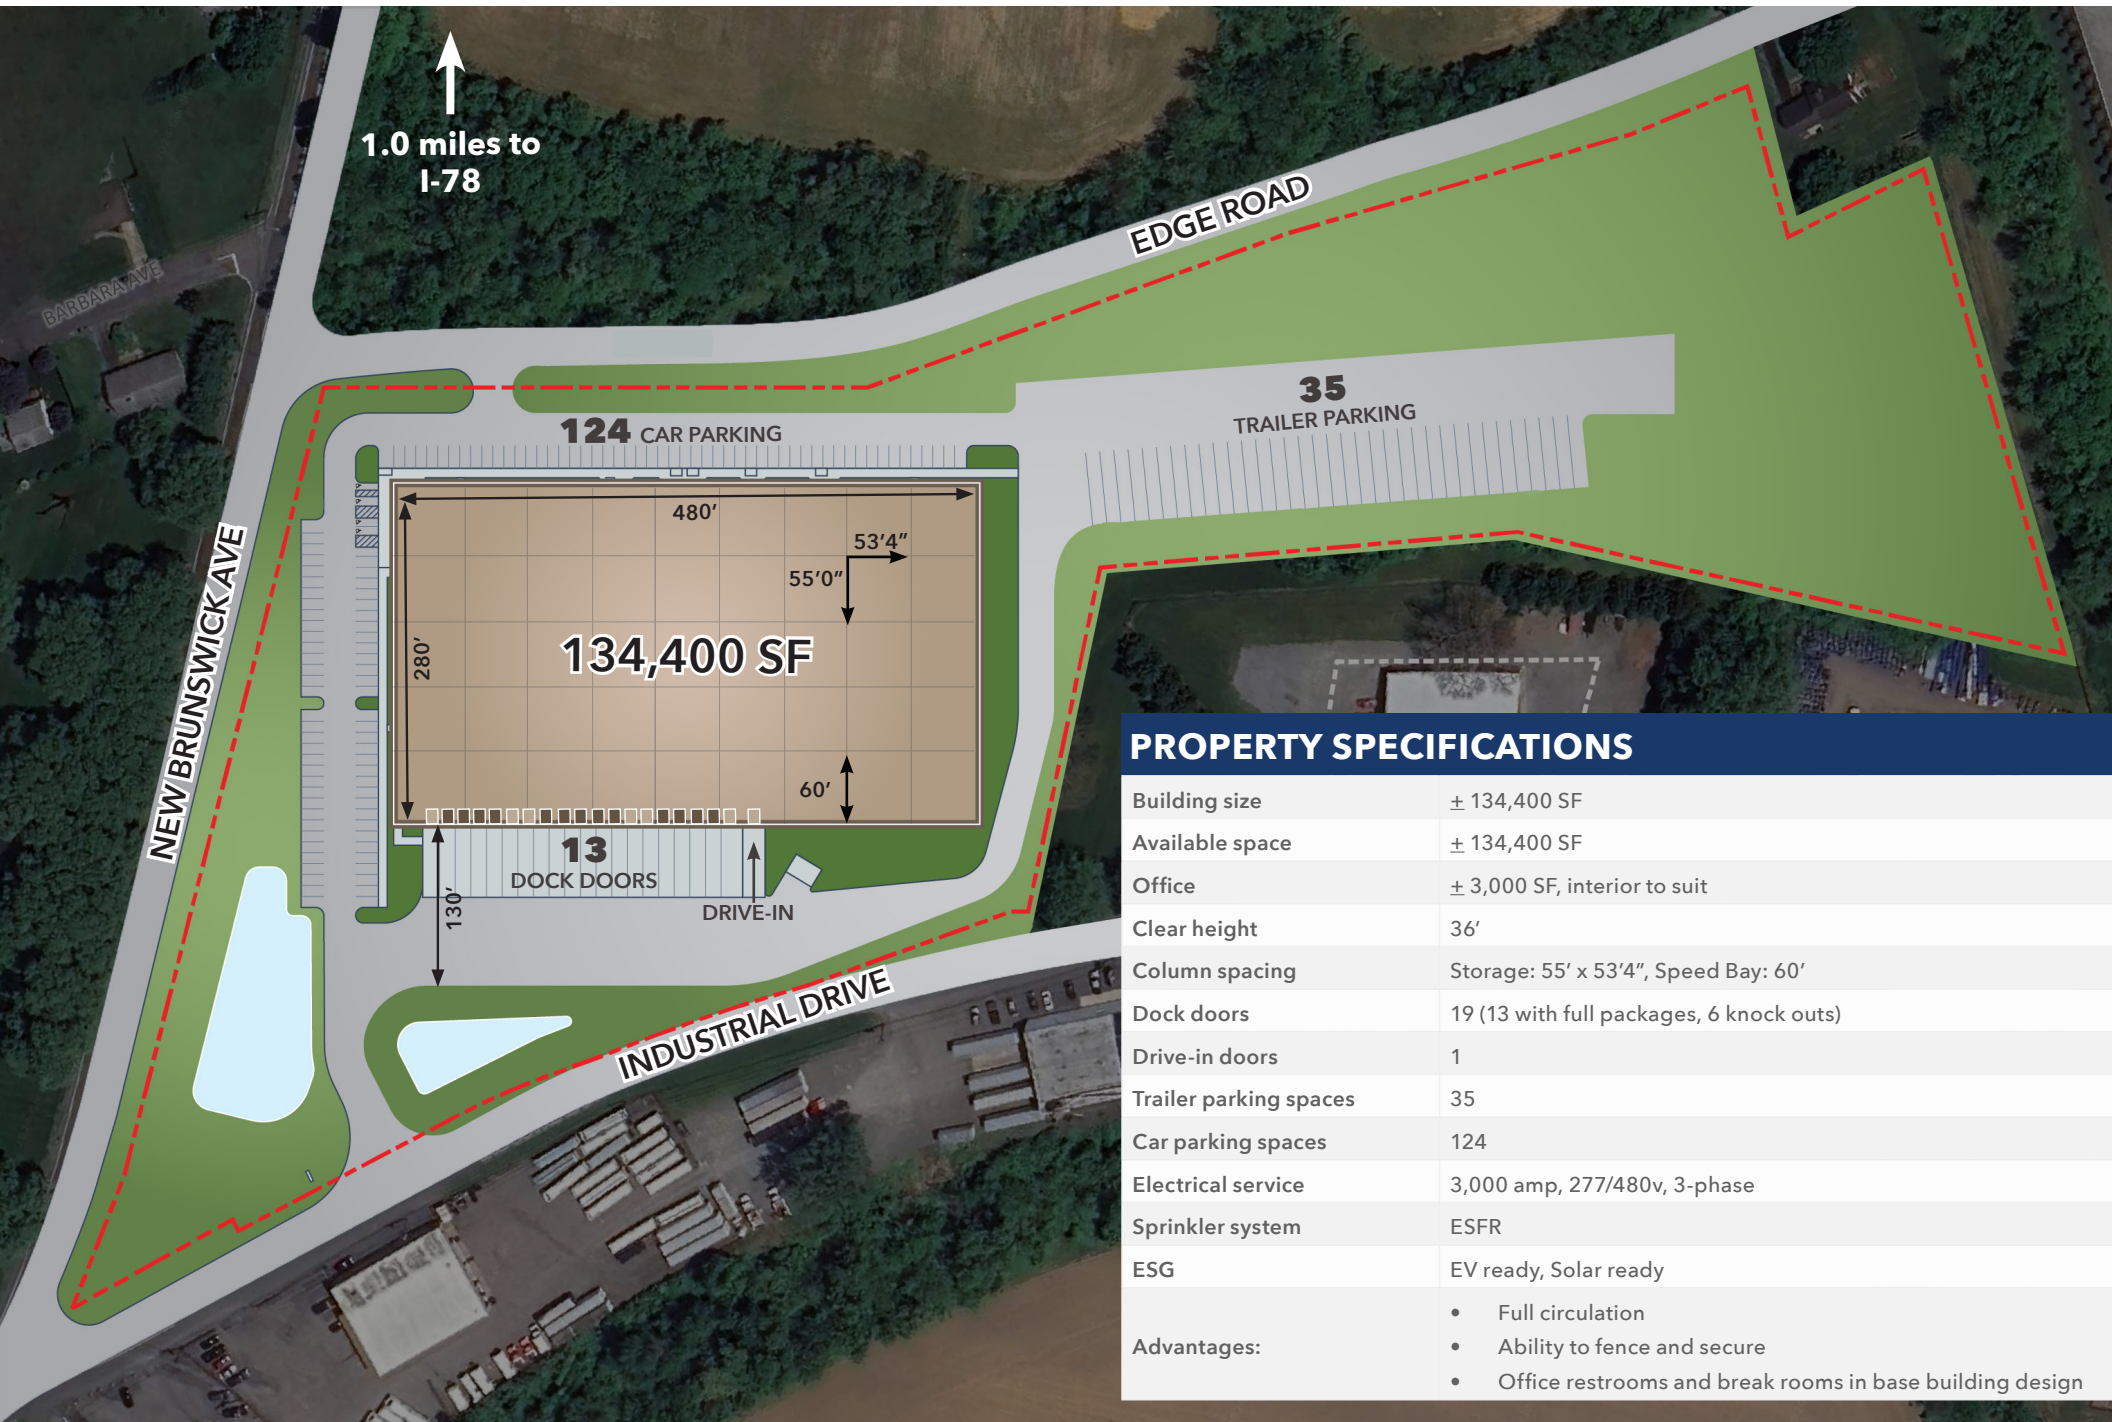 1.0 miles to
I-78
EDGE ROAD
BARBARA AVE
NEW BRUNSWICK AVE
124 CAR PARKING
35
TRAILER PARKING
480’
53’4”
55’0”
280’
134,400 SF
60’
13
DOCK DOORS
130’
DRIVE-IN
INDUSTRIAL DRIVE
PROPERTY SPECIFICATIONS
Building size ± 134,400 SF
Available space ± 134,400 SF
Office ± 3,000 SF, interior to suit
Clear height 36’
Column spacing Storage: 55’ x 53’4”, Speed Bay: 60’
Dock doors 19 (13 with full packages, 6 knock outs)
Drive-in doors 1
Trailer parking spaces 35
Car parking spaces 124
Electrical service 3,000 amp, 277/480v, 3-phase
Sprinkler system ESFR
ESG EV ready, Solar ready
Advantages:
• Full circulation
• Ability to fence and secure
• Office restrooms and break rooms in base building design